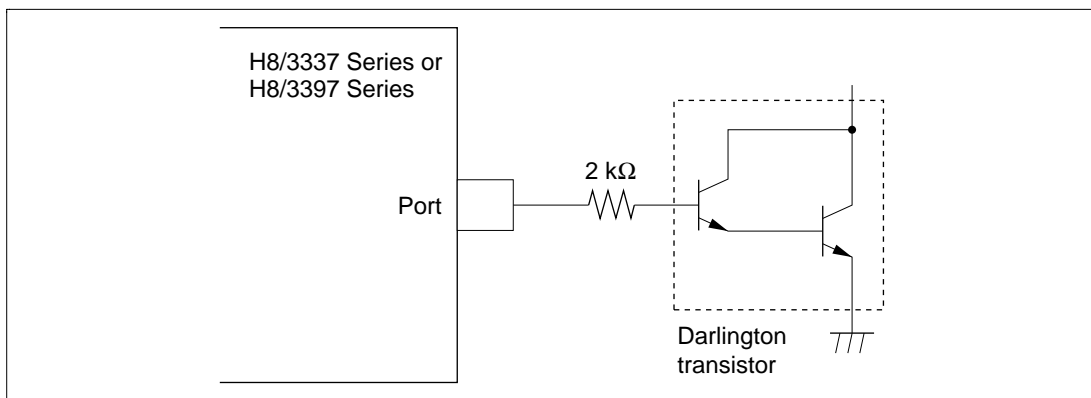 H8/3337 Series or
H8/3397 Series
2 kΩ
Port
Darlington
transistor